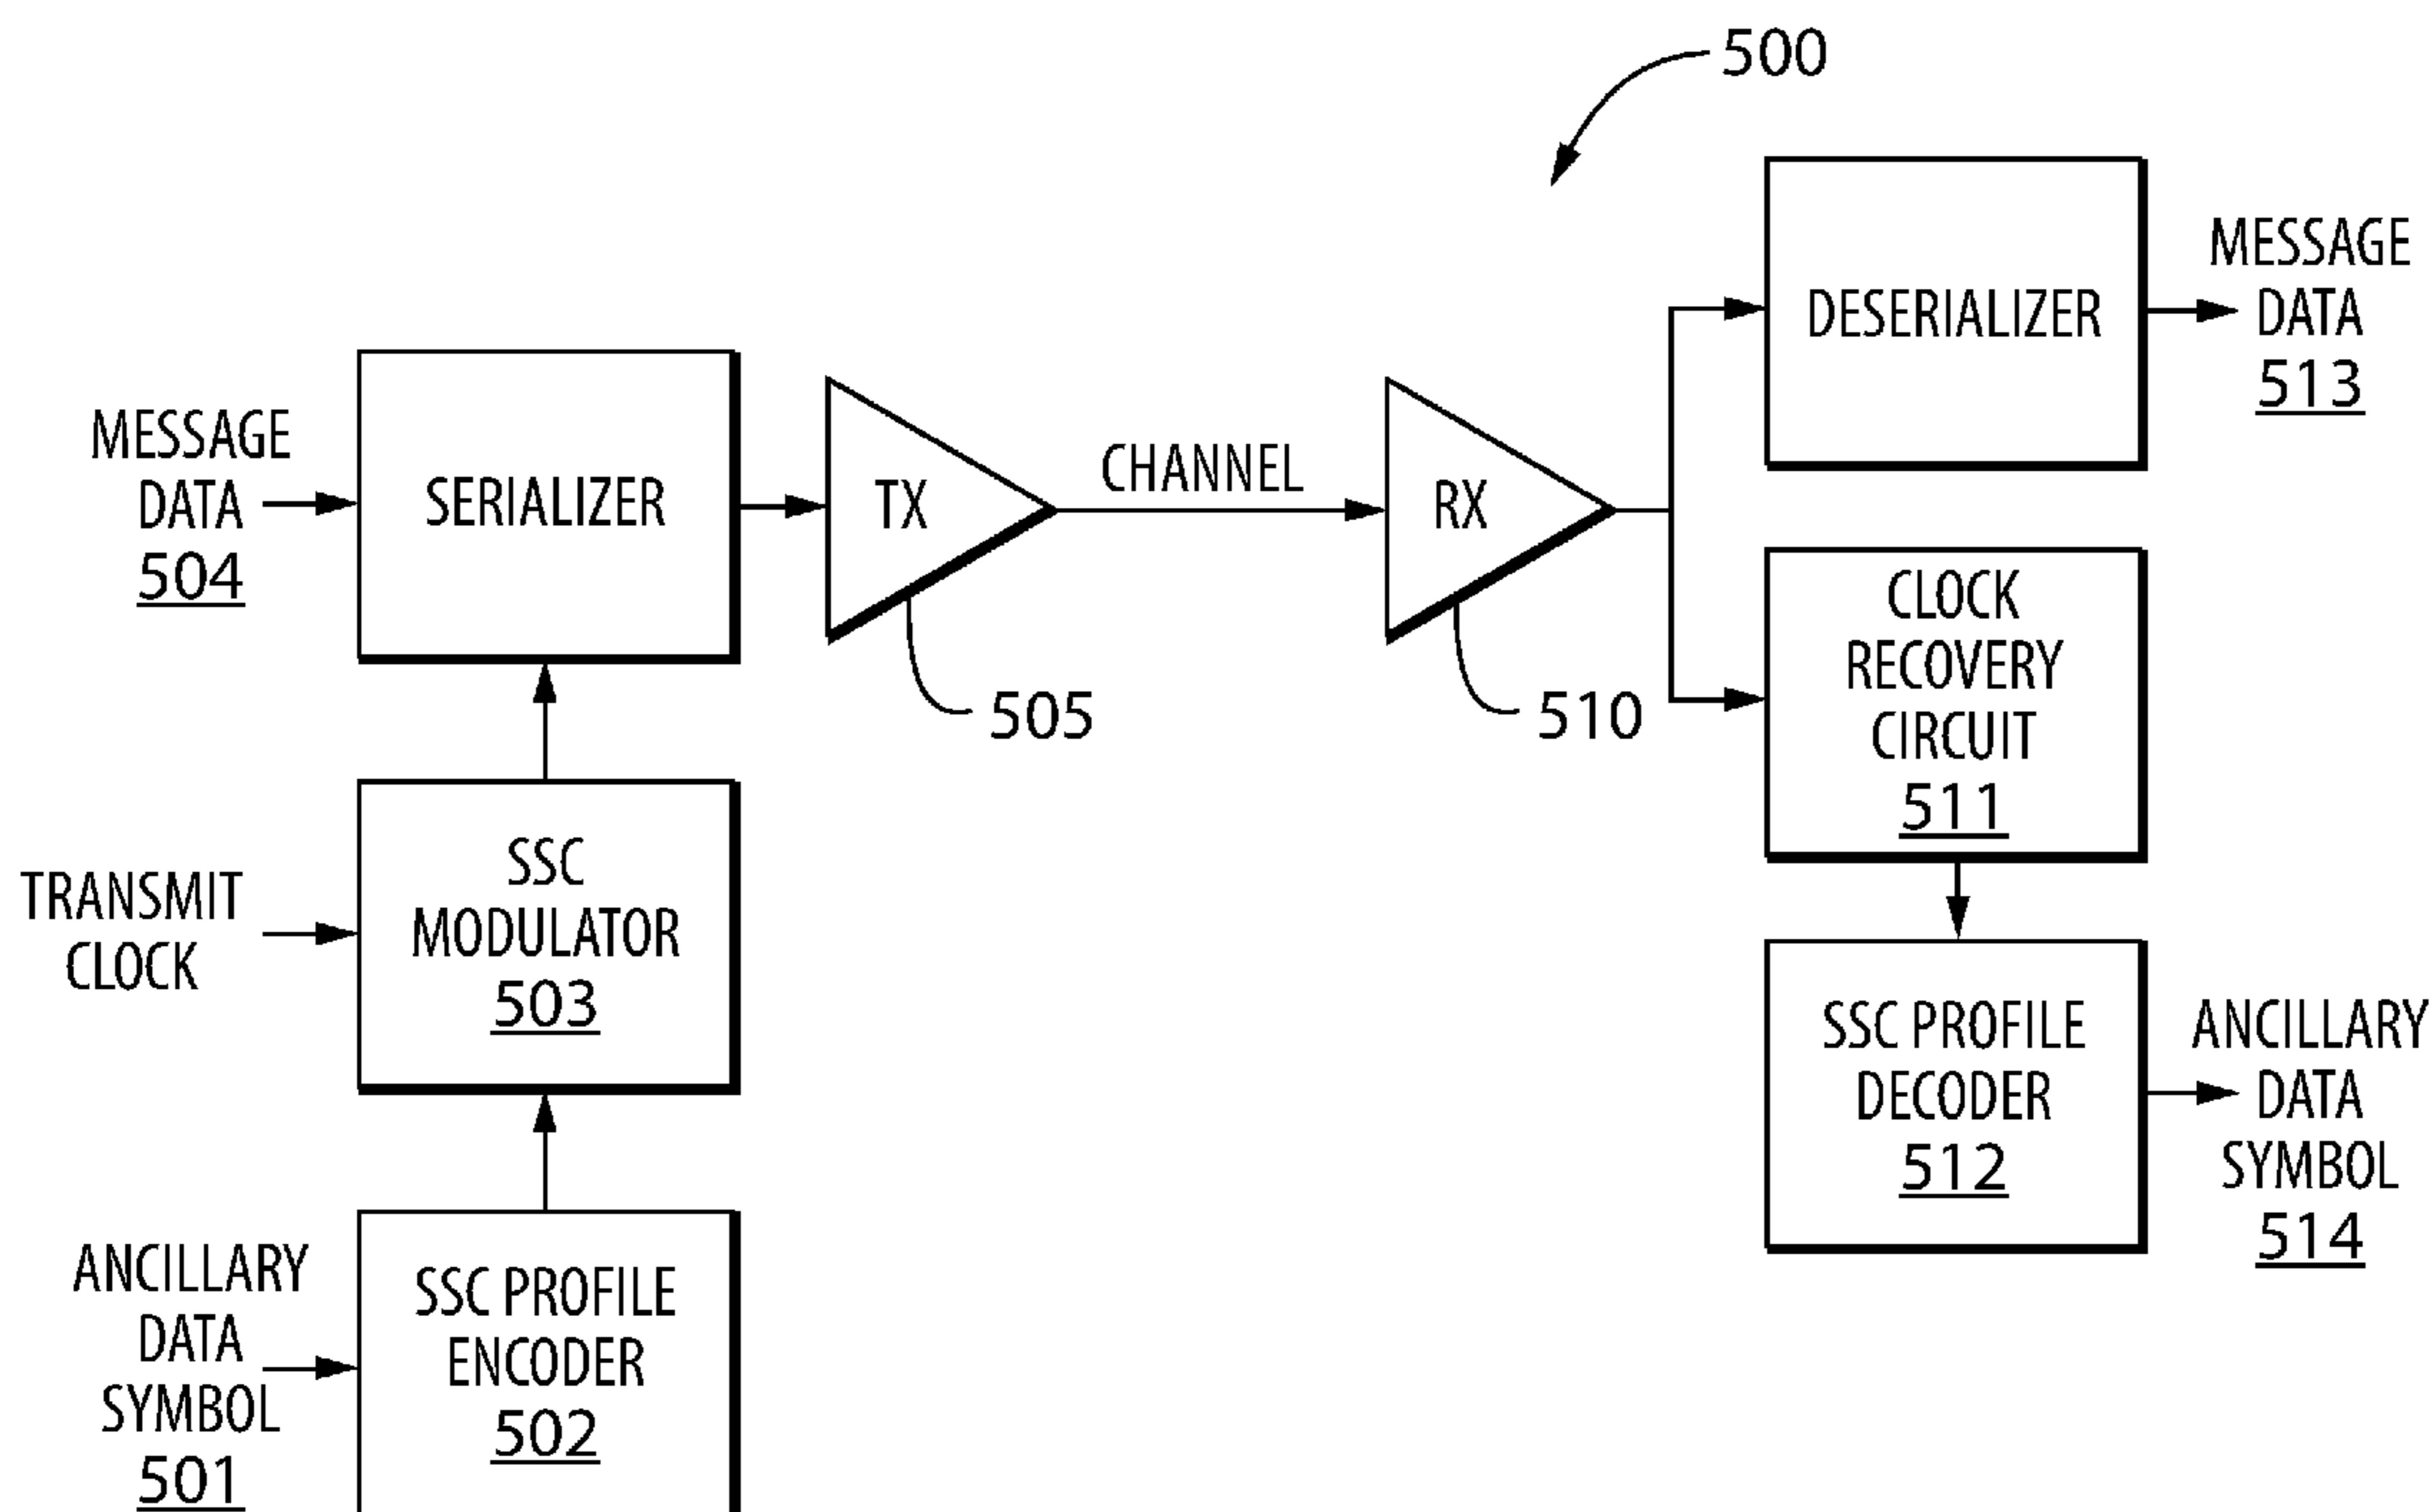 500
MESSAGE
DATA
504
SERIALIZER
TX
505
CHANNEL
RX
510
DESERIALIZER
MESSAGE
DATA
513
CLOCK
RECOVERY
CIRCUIT
511
TRANSMIT
CLOCK
SSC
MODULATOR
503
SSC PROFILE
DECODER
512
ANCILLARY
DATA
SYMBOL
514
ANCILLARY
DATA
SYMBOL
501
SSC PROFILE
ENCODER
502